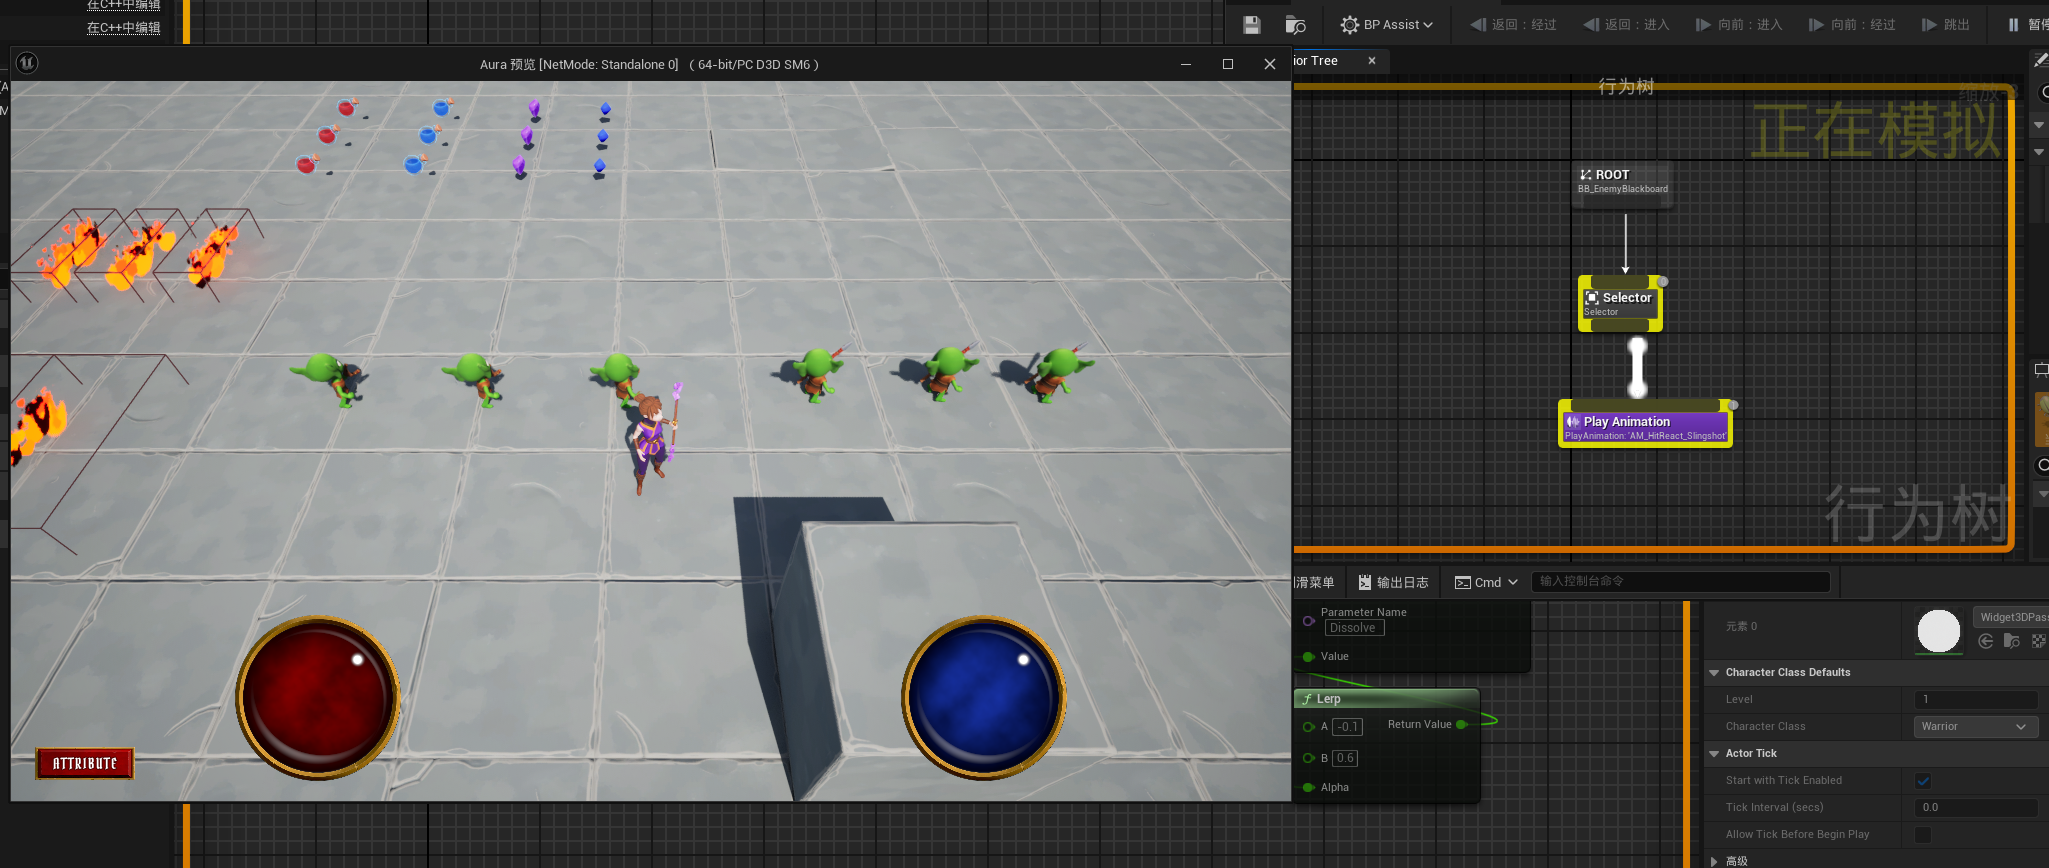 在C++中编辑
在C++中编辑
BP Assist
返回：经过
返回：进入
向前：进入
向前：经过
跳出
Aura 预览 [NetMode: Standalone 0] （64-bit/PC D3D SM6）
ior Tree
行为树
正在模拟
ROOT
BB_EnemyBlackboard
Selector
Selector
Play Animation
PlayAnimation: 'AM_HitReact_Slingshot'
行为树
滑菜单
输出日志
Cmd
输入控制台命令
Parameter Name
Dissolve
Value
Lerp
A -0.1
Return Value
B 0.6
Alpha
元素 0
Widget3DPas
Character Class Defaults
Level 1
Character Class Warrior
Actor Tick
Start with Tick Enabled
Tick Interval (secs) 0.0
Allow Tick Before Begin Play
高级
ATTRIBUTE